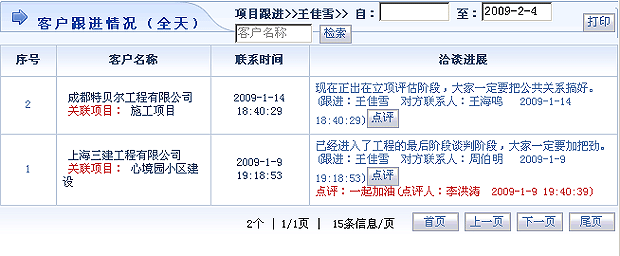 客户跟进情况（全天）
项目跟进>>王佳雪>> 自： 至： 2009-2-4
客户名称 检索
打印
序号 客户名称 联系时间 洽谈进展
2
成都特贝尔工程有限公司
关联项目： 施工项目
2009-1-14
18:40:29
现在正出在立项评估阶段，大家一定要把公共关系搞好。
(跟进：王佳雪 对方联系人：王海鸣 2009-1-14
18:40:29) 点评
1
上海三建工程有限公司
关联项目： 心境园小区建
设
2009-1-9
19:18:53
已经进入了工程的最后阶段谈判阶段，大家一定要加把劲。
(跟进：王佳雪 对方联系人：周伯明 2009-1-9
19:18:53) 点评
点评：一起加油(点评人：李洪涛 2009-1-9 19:40:39)
2个 | 1/1页 | 15条信息/页 首页 上一页 下一页 尾页